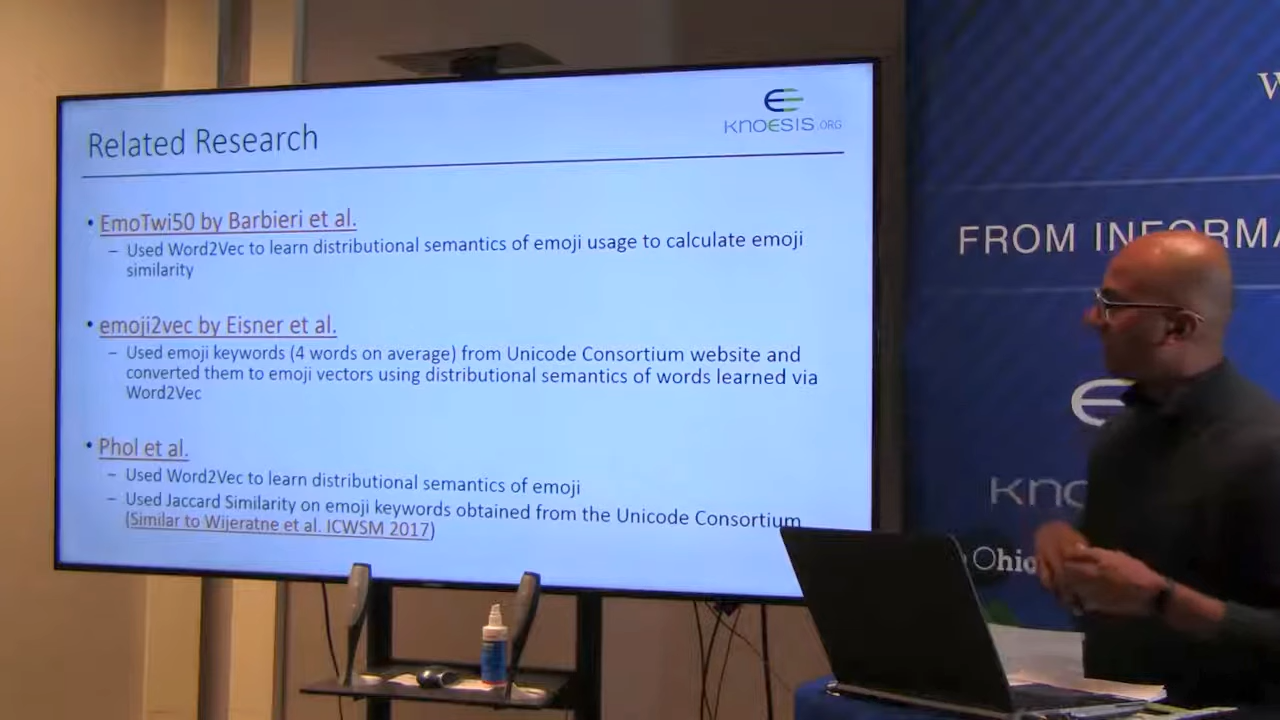 Related Research
KNOESIS.ORG
• EmoTwi50 by Barbieri et al.
– Used Word2Vec to learn distributional semantics of emoji usage to calculate emoji
similarity
• emoji2vec by Eisner et al.
– Used emoji keywords (4 words on average) from Unicode Consortium website and
converted them to emoji vectors using distributional semantics of words learned via
Word2Vec
• Phol et al.
– Used Word2Vec to learn distributional semantics of emoji
– Used Jaccard Similarity on emoji keywords obtained from the Unicode Consortium
(Similar to Wijeratne et al. ICWSM 2017)
W
FROM INFORMA
KNO
Ohio